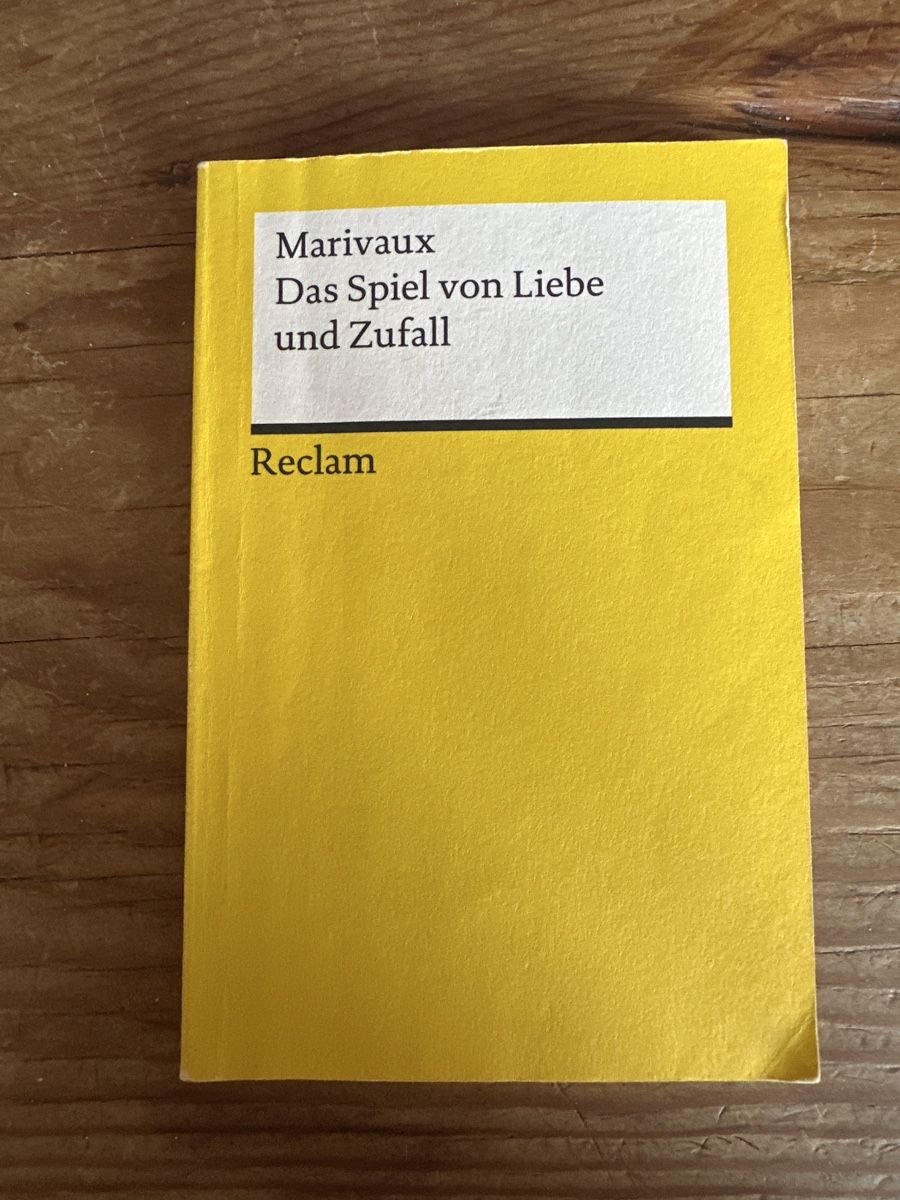 Marivaux
Das Spiel von Liebe
und Zufall
Reclam